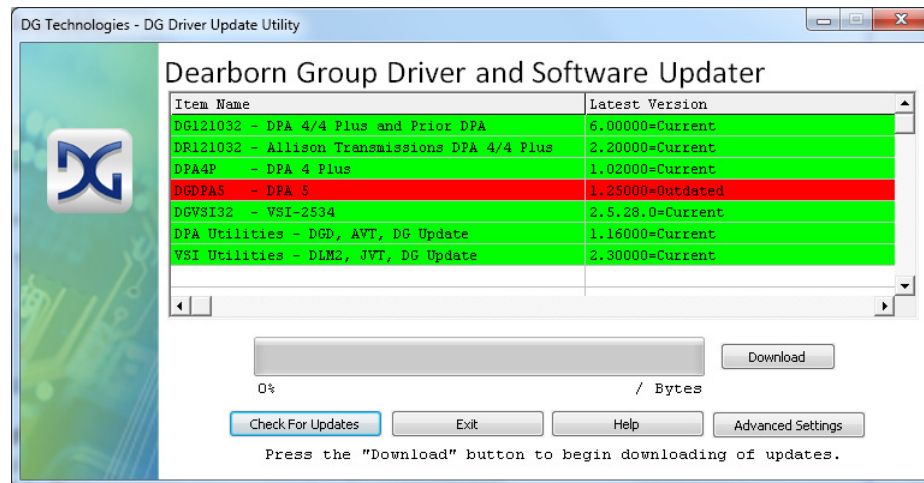 DG Technologies - DG Driver Update Utility
Dearborn Group Driver and Software Updater
Item Name Latest Version
DG121032 - DPA 4/4 Plus and Prior DPA 6.00000=Current
DR121032 - Allison Transmissions DPA 4/4 Plus 2.20000=Current
DPA4P - DPA 4 Plus 1.02000=Current
DGDPA5 - DPA 5 1.25000=Outdated
DGVSI32 - VSI-2534 2.5.28.0=Current
DPA Utilities - DGD, AVT, DG Update 1.16000=Current
VSI Utilities - DLM2, JVT, DG Update 2.30000=Current
Download
0% / Bytes
Check For Updates Exit Help Advanced Settings
Press the "Download" button to begin downloading of updates.